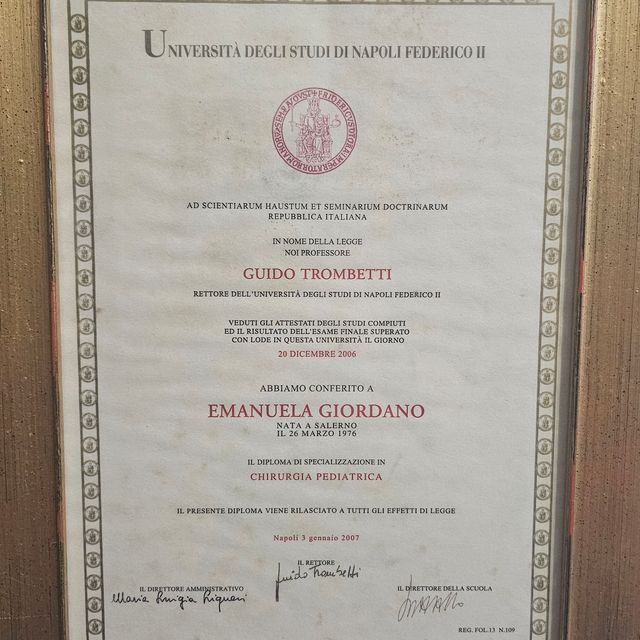 UNIVERSITÀ DEGLI STUDI DI NAPOLI FEDERICO II
AD SCIENTIARUM HAUSTUM ET SEMINARIUM DOCTRINARUM
REPUBBLICA ITALIANA
IN NOME DELLA LEGGE
NOI PROFESSORE
GUIDO TROMBETTI
RETTORE DELL'UNIVERSITÀ DEGLI STUDI DI NAPOLI FEDERICO II
VEDUTI GLI ATTESTATI DEGLI STUDI COMPIUTI
ED IL RISULTATO DELL'ESAME FINALE SUPERATO
CON LODE IN QUESTA UNIVERSITÀ IL GIORNO
20 DICEMBRE 2006
ABBIAMO CONFERITO A
EMANUELA GIORDANO
NATA A SALERNO
IL 26 MARZO 1976
IL DIPLOMA DI SPECIALIZZAZIONE IN
CHIRURGIA PEDIATRICA
IL PRESENTE DIPLOMA VIENE RILASCIATO A TUTTI GLI EFFETTI DI LEGGE
Napoli 3 gennaio 2007
IL RETTORE
Guido Trombetti
IL DIRETTORE AMMINISTRATIVO
Maria Luigia Liguori
IL DIRETTORE DELLA SCUOLA
REG. FOL.13 N.109